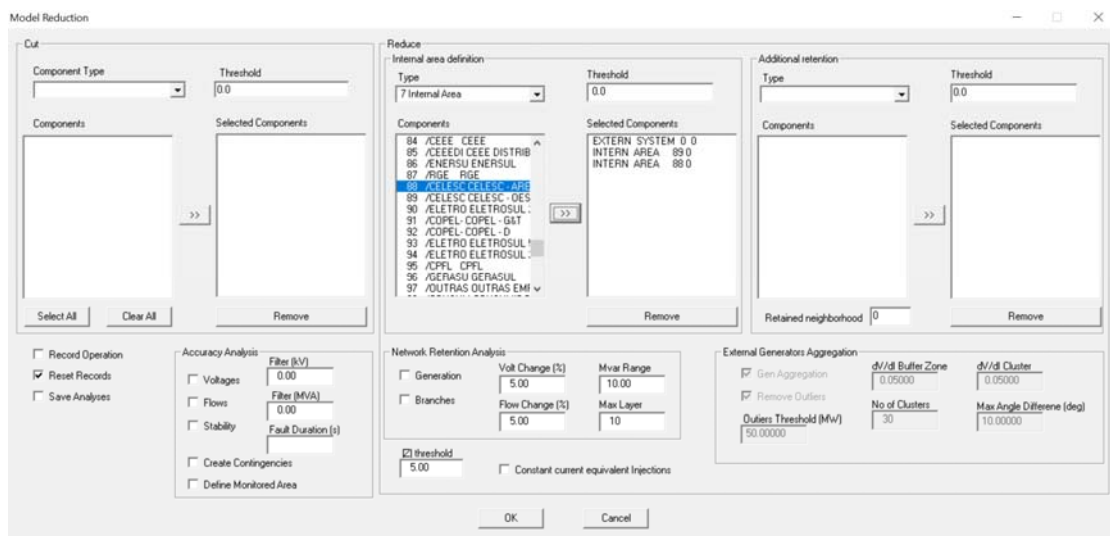 Model Reduction
Cut
Component Type
Threshold
0.0
Components
Selected Components
>>
Select All
Clear All
Remove
Reduce
Internal area definition
Type
7 Internal Area
Threshold
0.0
Components
84 /CEEE CEEE
85 /CEEEDI CEEE DISTRIB
86 /ENERSU ENERSUL
87 /RGE RGE
88 /CELESC CELESC - ARE
89 /CELESC CELESC - OES
90 /ELETRO ELETROSUL
91 /COPEL- COPEL - G&T
92 /COPEL- COPEL - D
93 /ELETRO ELETROSUL
94 /ELETRO ELETROSUL
95 /CPFL CPFL
96 /GERASU GERASUL
97 /OUTRAS OUTRAS EMF
>>
Selected Components
EXTERN SYSTEM 0 0
INTERN AREA 89 0
INTERN AREA 88 0
Remove
Additional retention
Type
Threshold
0.0
Components
Selected Components
>>
Retained neighborhood 0
Remove
Record Operation
Reset Records
Save Analyses
Accuracy Analysis
Voltages
Filter (kV)
0.00
Flows
Filter (MVA)
0.00
Stability
Fault Duration (s)
Create Contingencies
Define Monitored Area
Network Retention Analysis
Generation
Volt Change (%)
5.00
Mvar Range
10.00
Branches
Flow Change (%)
5.00
Max Layer
10
|Z| threshold
5.00
Constant current equivalent Injections
External Generators Aggregation
Gen Aggregation
dV/dI Buffer Zone
0.05000
dV/dI Cluster
0.05000
Remove Outliers
Outliers Threshold (MW)
50.00000
No of Clusters
30
Max Angle Differene (deg)
10.00000
OK
Cancel